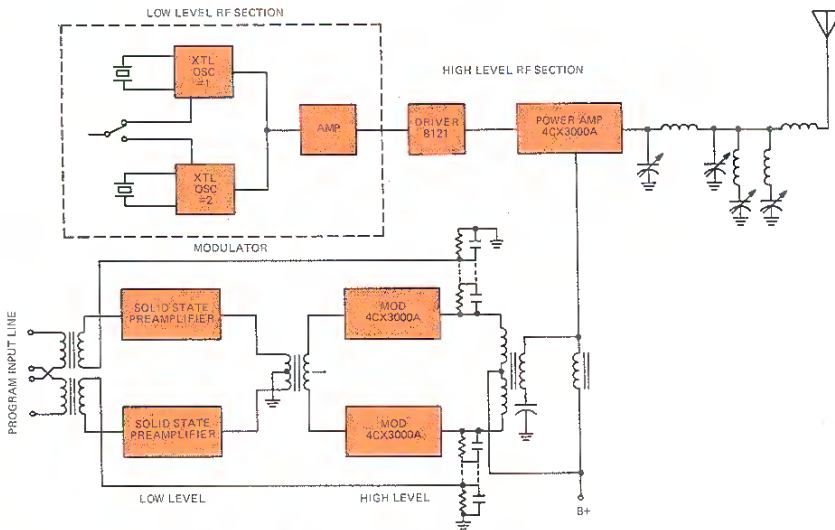 LOW LEVEL RF SECTION
HIGH LEVEL RF SECTION
XTL
OSC
=1
AMP
DRIVER
8121
POWER AMP
4CX3000A
XTL
OSC
=2
MODULATOR
PROGRAM INPUT LINE
SOLID STATE
PREAMPLIFIER
MOD
4CX3000A
SOLID STATE
PREAMPLIFIER
MOD
4CX3000A
LOW LEVEL
HIGH LEVEL
B+